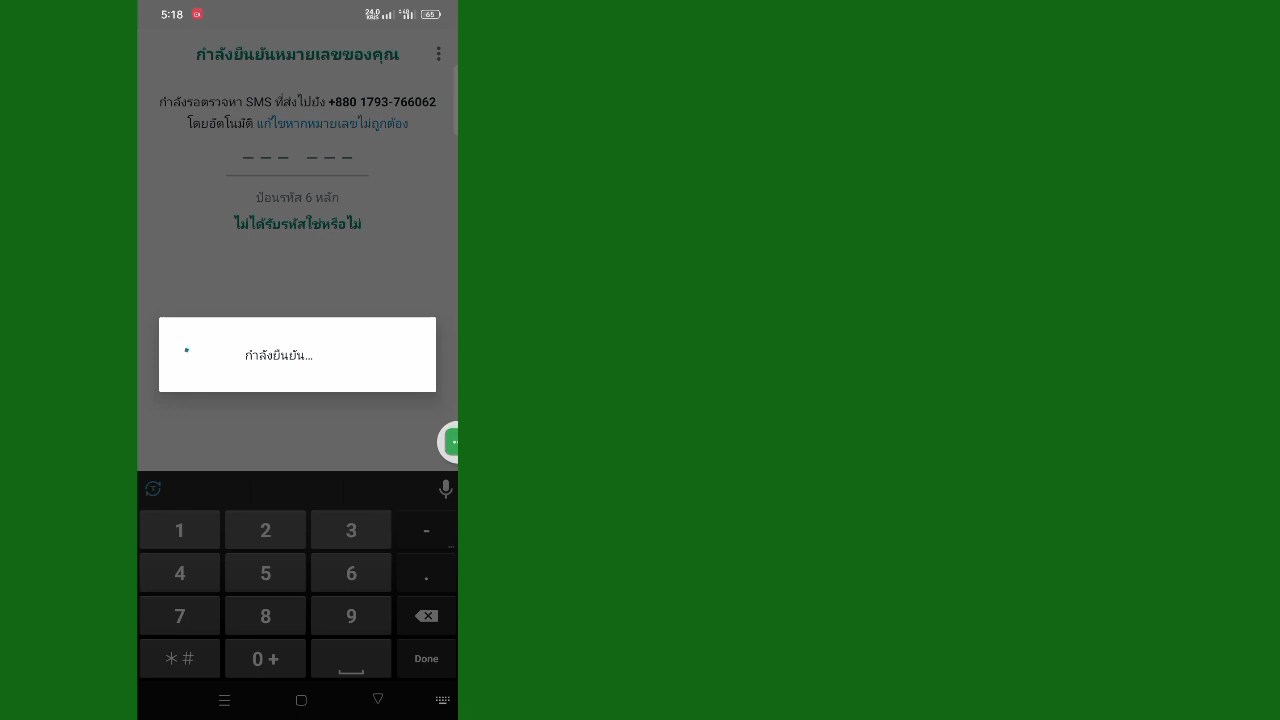 5:18
24.0 KB/S 4G 65
กำลังยืนยันหมายเลขของคุณ
กำลังรอตรวจหา SMS ที่ส่งไปยัง +880 1793-766062
โดยอัตโนมัติ แก้ไขหากหมายเลขไม่ถูกต้อง
ป้อนรหัส 6 หลัก
ไม่ได้รับรหัสใช่หรือไม่
กำลังยืนยัน...
1 2 3 -
4 5 6 .
7 8 9
*# 0 + Done